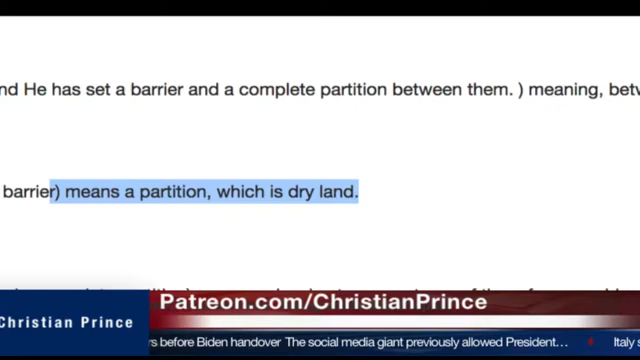 nd He has set a barrier and a complete partition between them. ) meaning, betw
barrier) means a partition, which is dry land.
Patreon.com/ChristianPrince
Christian Prince
rs before Biden handover The social media giant previously allowed President… Italy s